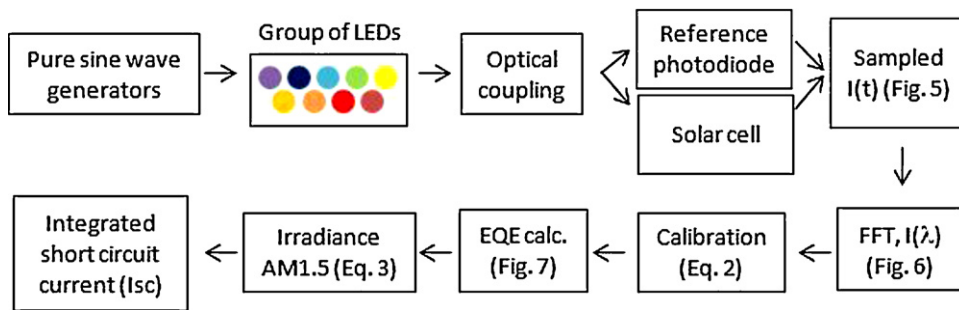 Pure sine wave
generators
Group of LEDs
Optical
coupling
Reference
photodiode
Solar cell
Sampled
I(t) (Fig. 5)
FFT, I(λ)
(Fig. 6)
Calibration
(Eq. 2)
EQE calc.
(Fig. 7)
Irradiance
AM1.5 (Eq. 3)
Integrated
short circuit
current (Isc)